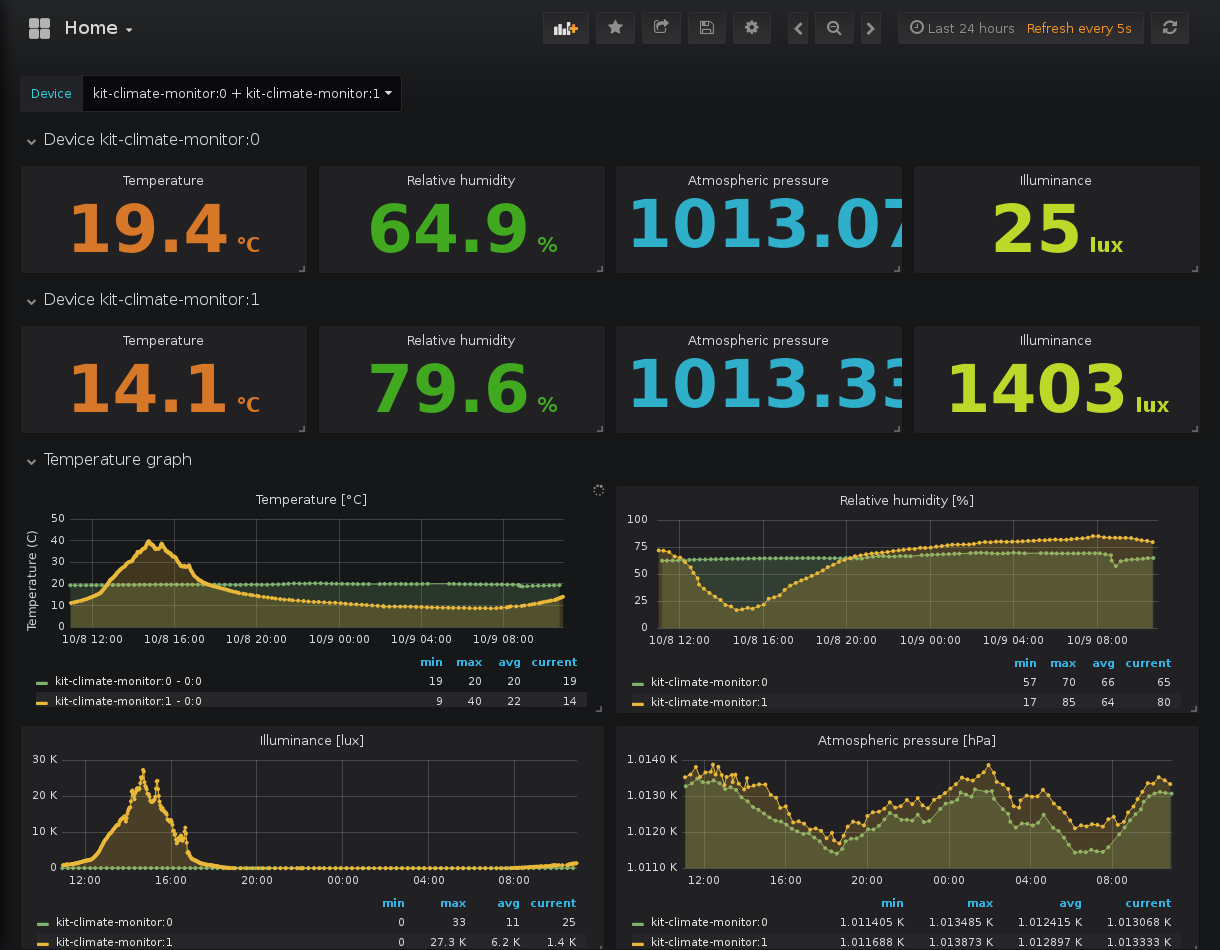 Home
Last 24 hours Refresh every 5s
Device kit-climate-monitor:0 + kit-climate-monitor:1
Device kit-climate-monitor:0
Temperature Relative humidity Atmospheric pressure Illuminance
19.4 °C 64.9 % 1013.07 25 lux
Device kit-climate-monitor:1
Temperature Relative humidity Atmospheric pressure Illuminance
14.1 °C 79.6 % 1013.33 1403 lux
Temperature graph
Temperature [°C]
Temperature (C)
50
40
30
20
10
0
10/8 12:00 10/8 16:00 10/8 20:00 10/9 00:00 10/9 04:00 10/9 08:00
min max avg current
kit-climate-monitor:0 - 0:0 19 20 20 19
kit-climate-monitor:1 - 0:0 9 40 22 14
Relative humidity [%]
100
75
50
25
0
10/8 12:00 10/8 16:00 10/8 20:00 10/9 00:00 10/9 04:00 10/9 08:00
min max avg current
kit-climate-monitor:0 57 70 66 65
kit-climate-monitor:1 17 85 64 80
Illuminance [lux]
30 K
20 K
10 K
0
12:00 16:00 20:00 00:00 04:00 08:00
min max avg current
kit-climate-monitor:0 0 33 11 25
kit-climate-monitor:1 0 27.3 K 6.2 K 1.4 K
Atmospheric pressure [hPa]
1.0140 K
1.0130 K
1.0120 K
1.0110 K
12:00 16:00 20:00 00:00 04:00 08:00
min max avg current
kit-climate-monitor:0 1.011405 K 1.013485 K 1.012415 K 1.013068 K
kit-climate-monitor:1 1.011688 K 1.013873 K 1.012897 K 1.013333 K